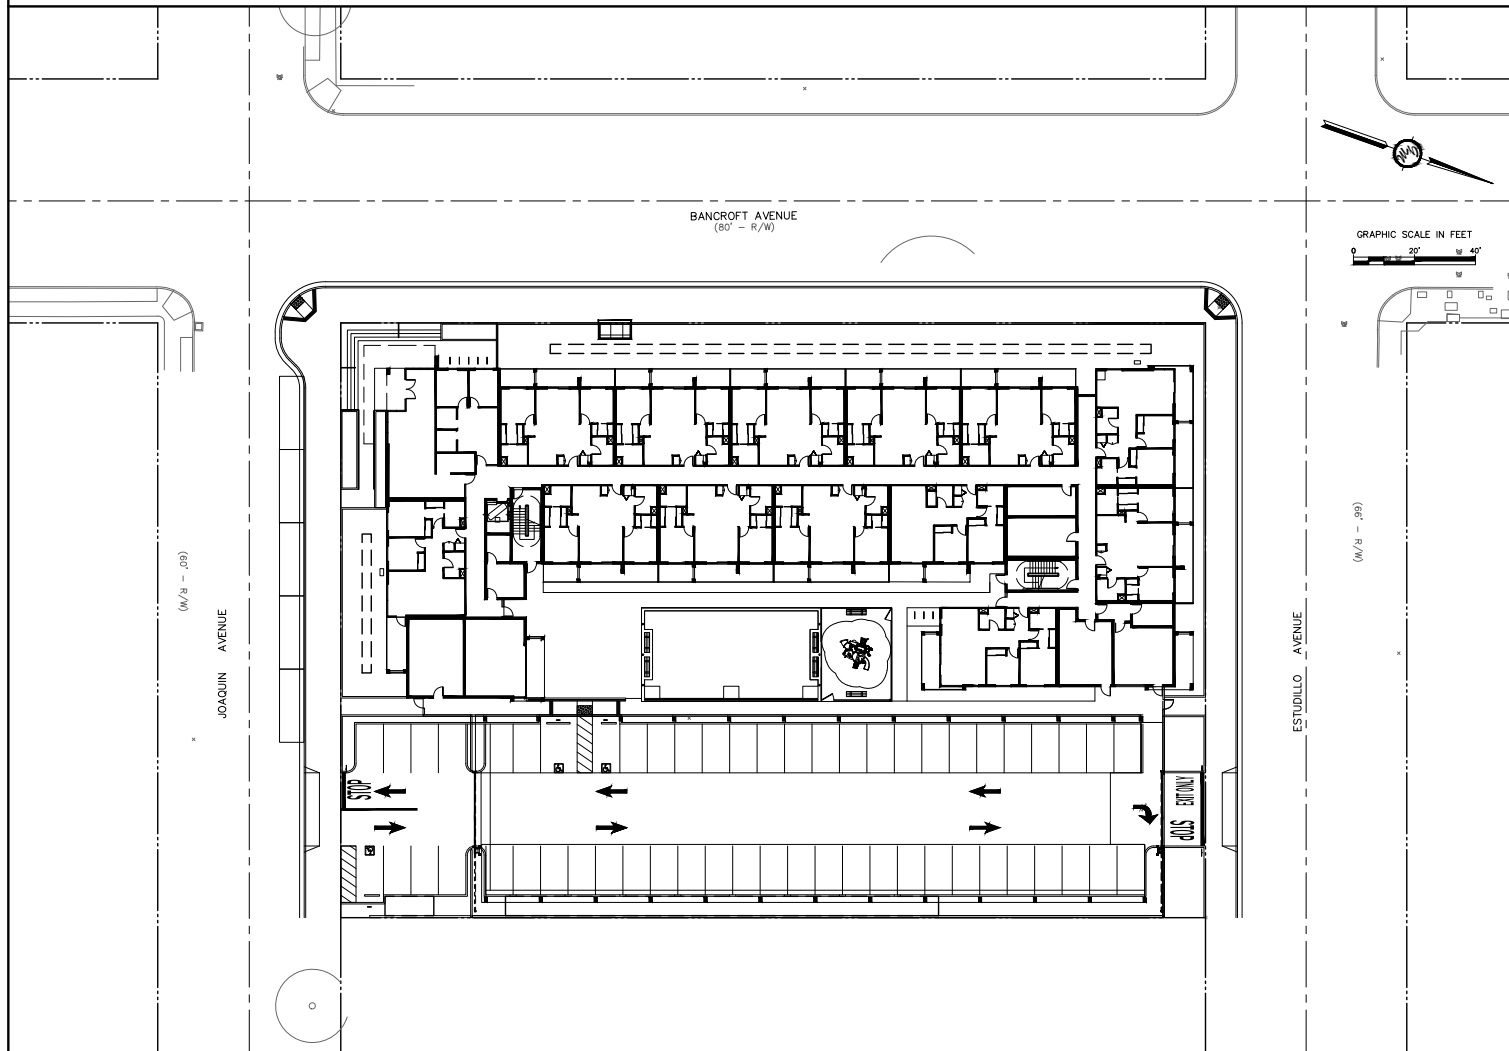 BANCROFT AVENUE
(80' – R/W)
GRAPHIC SCALE IN FEET
0 20' 40'
(60' – R/W)
JOAQUIN AVENUE
(66' – R/W)
ESTUDILLO AVENUE
STOP
EXIT ONLY
STOP